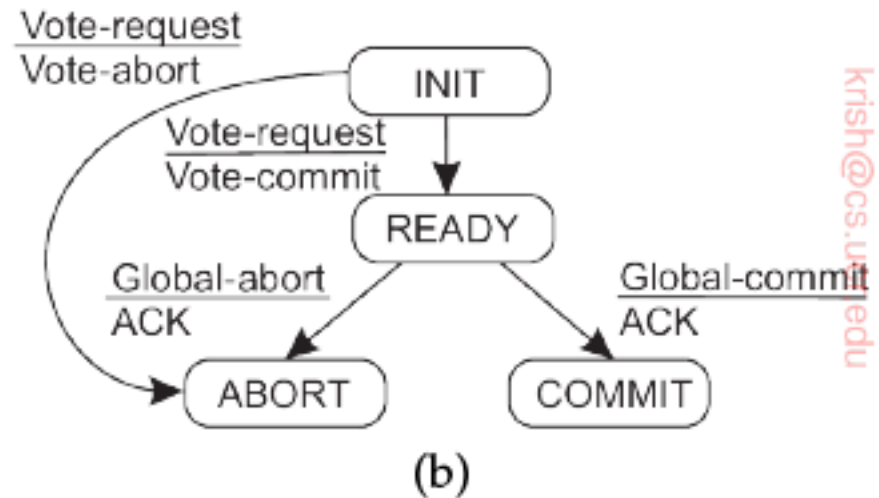 Vote-request
Vote-abort
INIT
Vote-request
Vote-commit
READY
Global-abort
ACK
Global-commit
ACK
ABORT
COMMIT
(b)